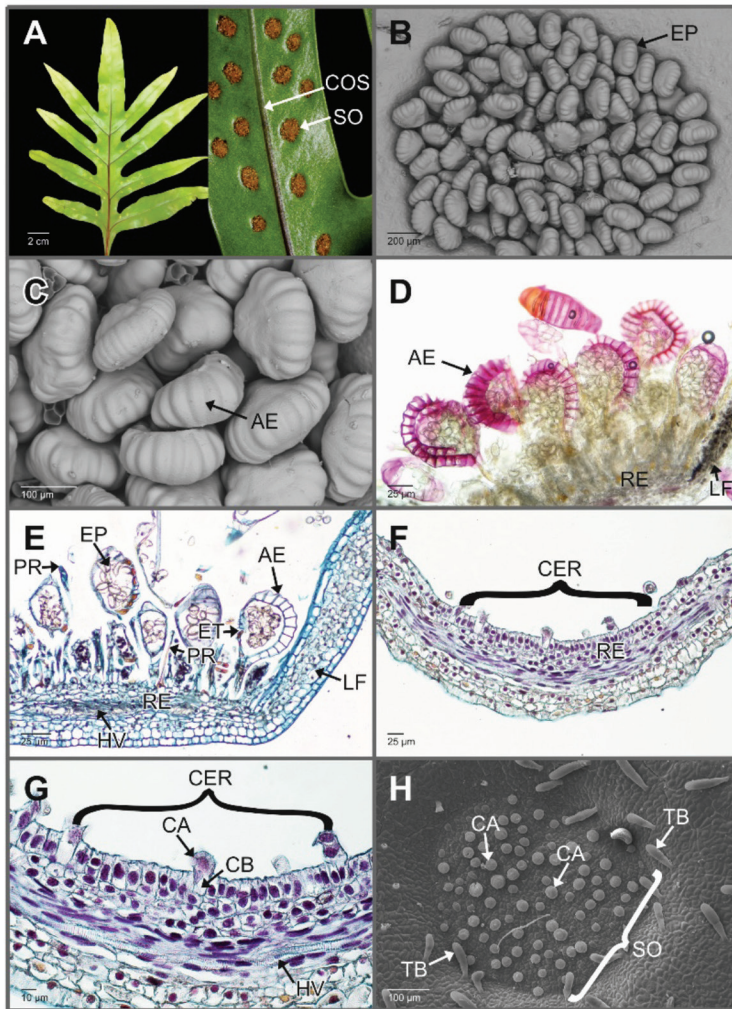 A
COS
SO
2 cm
B
EP
200 µm
C
AE
100 µm
D
AE
RE
LF
25 µm
E
EP
PR
AE
ET
PR
RE
LF
HV
25 µm
F
CER
RE
25 µm
G
CER
CA
CB
HV
10 µm
H
CA
CA
TB
TB
SO
100 µm